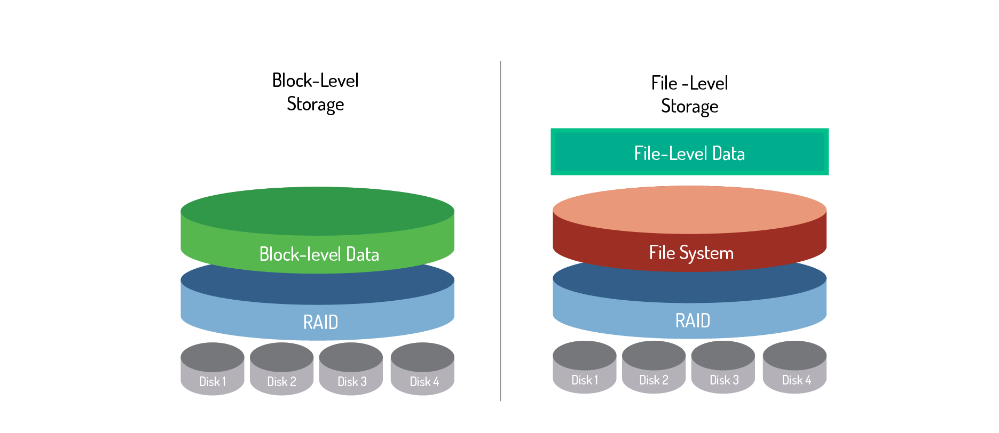 Block-Level
Storage
Block-level Data
RAID
Disk 1
Disk 2
Disk 3
Disk 4
File -Level
Storage
File-Level Data
File System
RAID
Disk 1
Disk 2
Disk 3
Disk 4